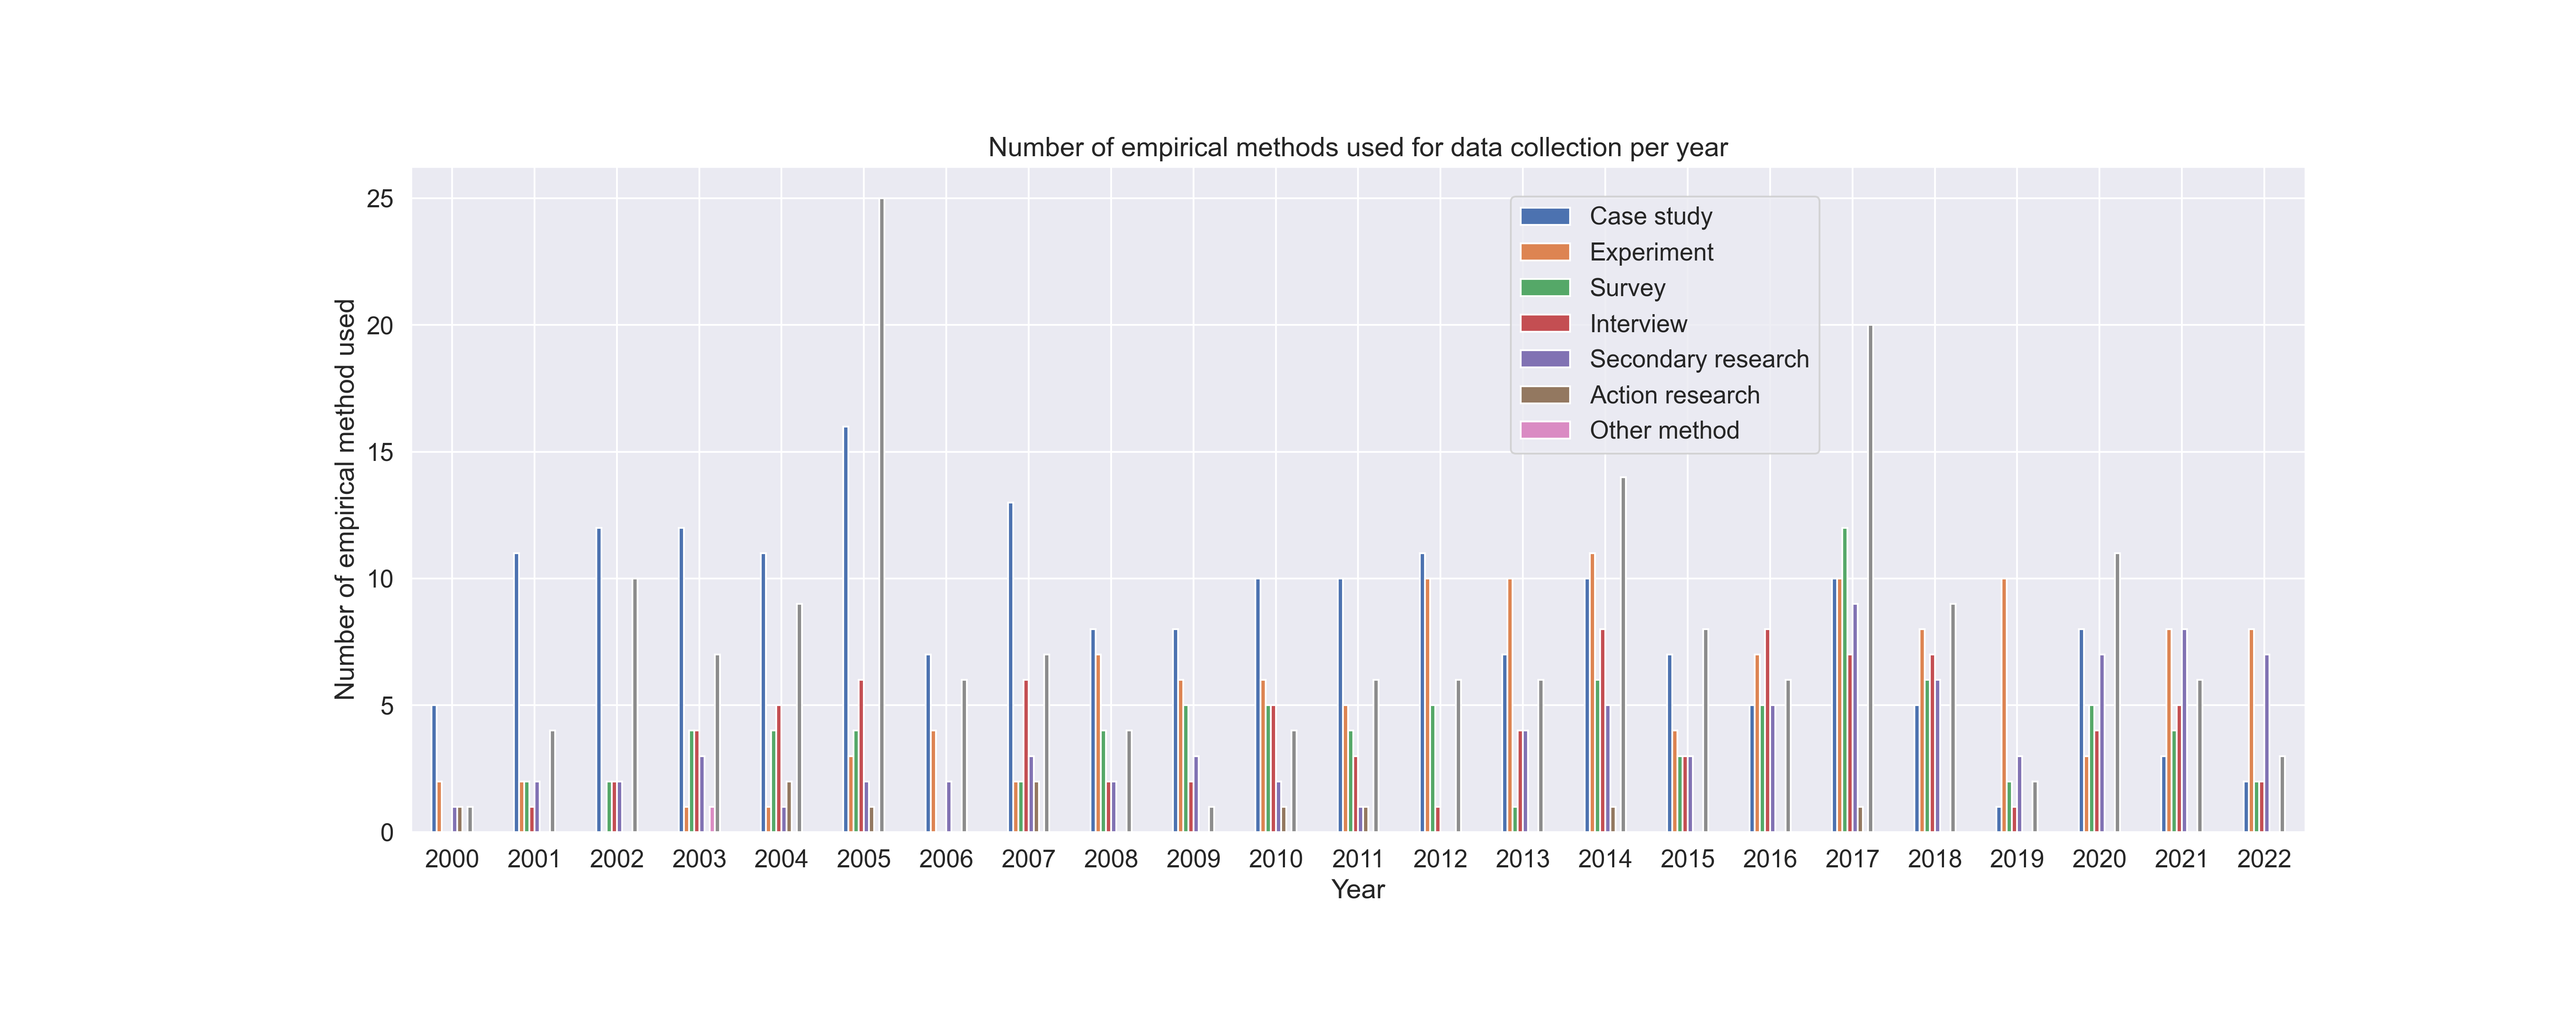 Number of empirical methods used for data collection per year
Number of empirical method used
25
20
15
10
5
0
Case study
Experiment
Survey
Interview
Secondary research
Action research
Other method
2000 2001 2002 2003 2004 2005 2006 2007 2008 2009 2010 2011 2012 2013 2014 2015 2016 2017 2018 2019 2020 2021 2022
Year